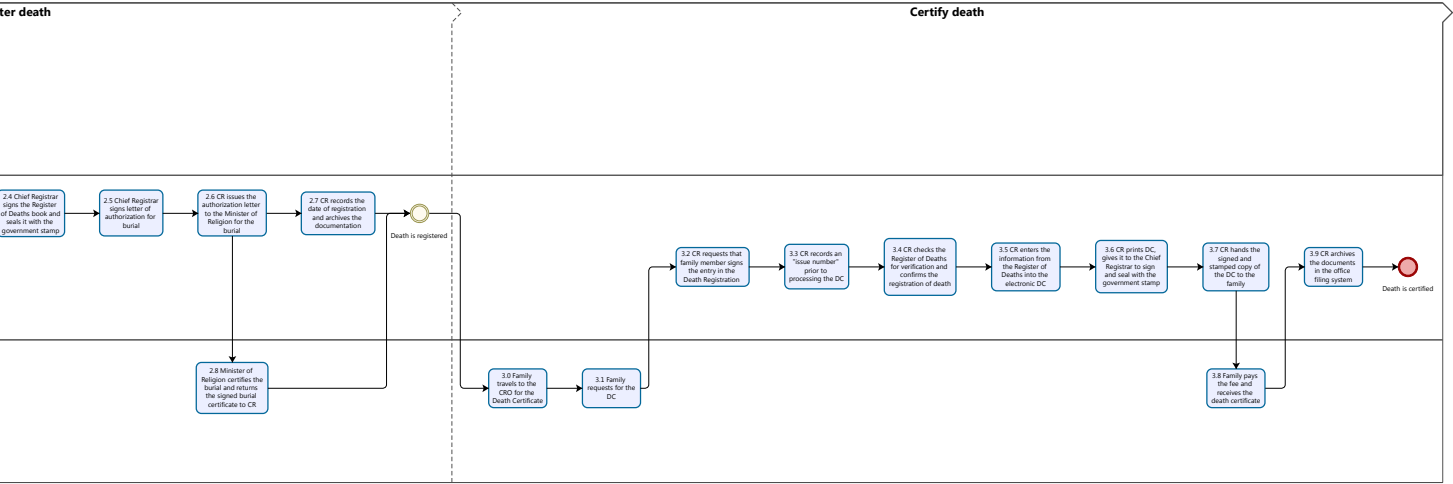 ter death
Certify death
2.4 Chief Registrar
signs the Register
of Deaths book and
seals it with the
government stamp
2.5 Chief Registrar
signs letter of
authorization for
burial
2.6 CR issues the
authorization letter
to the Minister of
Religion for the
burial
2.7 CR records the
date of registration
and archives the
documentation
Death is registered
2.8 Minister of
Religion certifies the
burial and returns
the signed burial
certificate to CR
3.0 Family
travels to the
CRO for the
Death Certificate
3.1 Family
requests for the
DC
3.2 CR requests that
family member signs
the entry in the
Death Registration
3.3 CR records an
"issue number"
prior to
processing the DC
3.4 CR checks the
Register of Deaths
for verification and
confirms the
registration of death
3.5 CR enters the
information from
the Register of
Deaths into the
electronic DC
3.6 CR prints DC,
gives it to the Chief
Registrar to sign
and seal with the
government stamp
3.7 CR hands the
signed and
stamped copy of
the DC to the
family
3.8 Family pays
the fee and
receives the
death certificate
3.9 CR archives
the documents
in the office
filing system
Death is certified